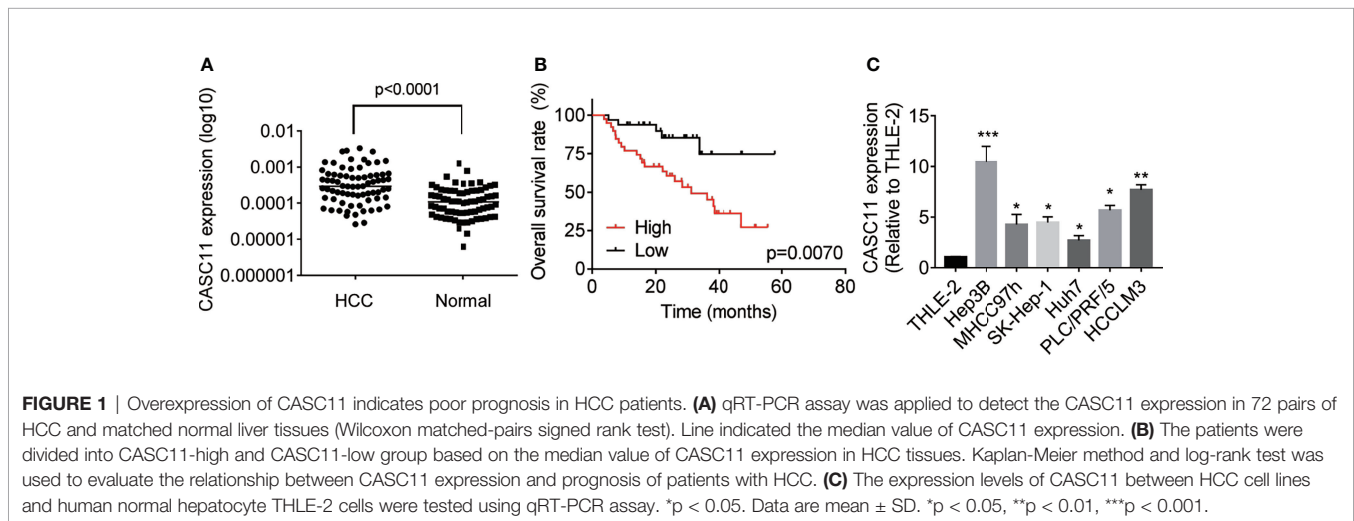 A
p<0.0001
CASC11 expression (log10)
0.01
0.001
0.0001
0.00001
0.000001
HCC
Normal
B
Overall survival rate (%)
100
75
50
25
0
High
Low
p=0.0070
0
20
40
60
80
Time (months)
C
CASC11 expression
(Relative to THLE-2)
15
10
5
0
***
*
*
*
*
**
THLE-2
Hep3B
MHCC97h
SK-Hep-1
Huh7
PLC/PRF/5
HCCLM3
FIGURE 1 | Overexpression of CASC11 indicates poor prognosis in HCC patients. (A) qRT-PCR assay was applied to detect the CASC11 expression in 72 pairs of
HCC and matched normal liver tissues (Wilcoxon matched-pairs signed rank test). Line indicated the median value of CASC11 expression. (B) The patients were
divided into CASC11-high and CASC11-low group based on the median value of CASC11 expression in HCC tissues. Kaplan-Meier method and log-rank test was
used to evaluate the relationship between CASC11 expression and prognosis of patients with HCC. (C) The expression levels of CASC11 between HCC cell lines
and human normal hepatocyte THLE-2 cells were tested using qRT-PCR assay. *p < 0.05. Data are mean ± SD. *p < 0.05, **p < 0.01, ***p < 0.001.